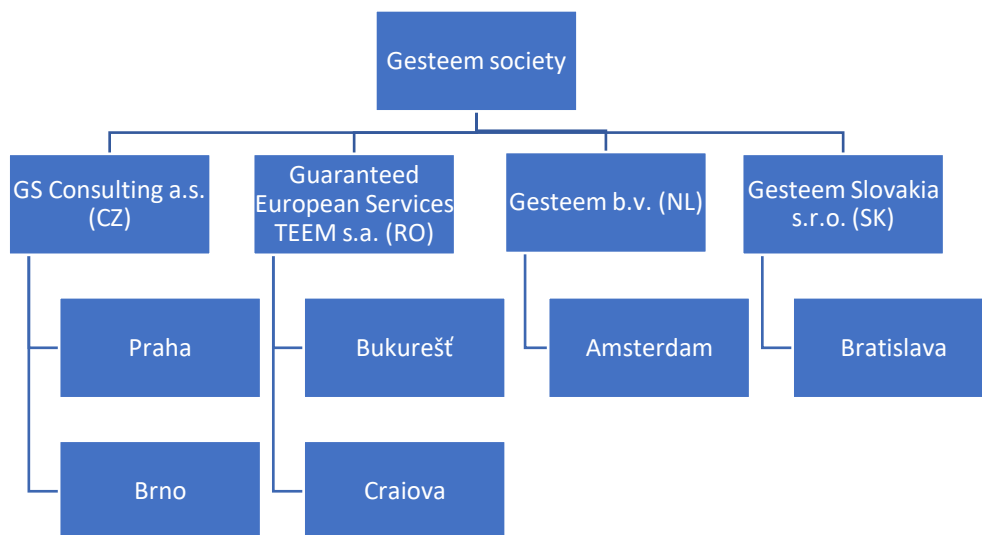 Gesteem society
GS Consulting a.s.
(CZ)
Guaranteed
European Services
TEEM s.a. (RO)
Gesteem b.v. (NL)
Gesteem Slovakia
s.r.o. (SK)
Praha
Bukurešť
Amsterdam
Bratislava
Brno
Craiova